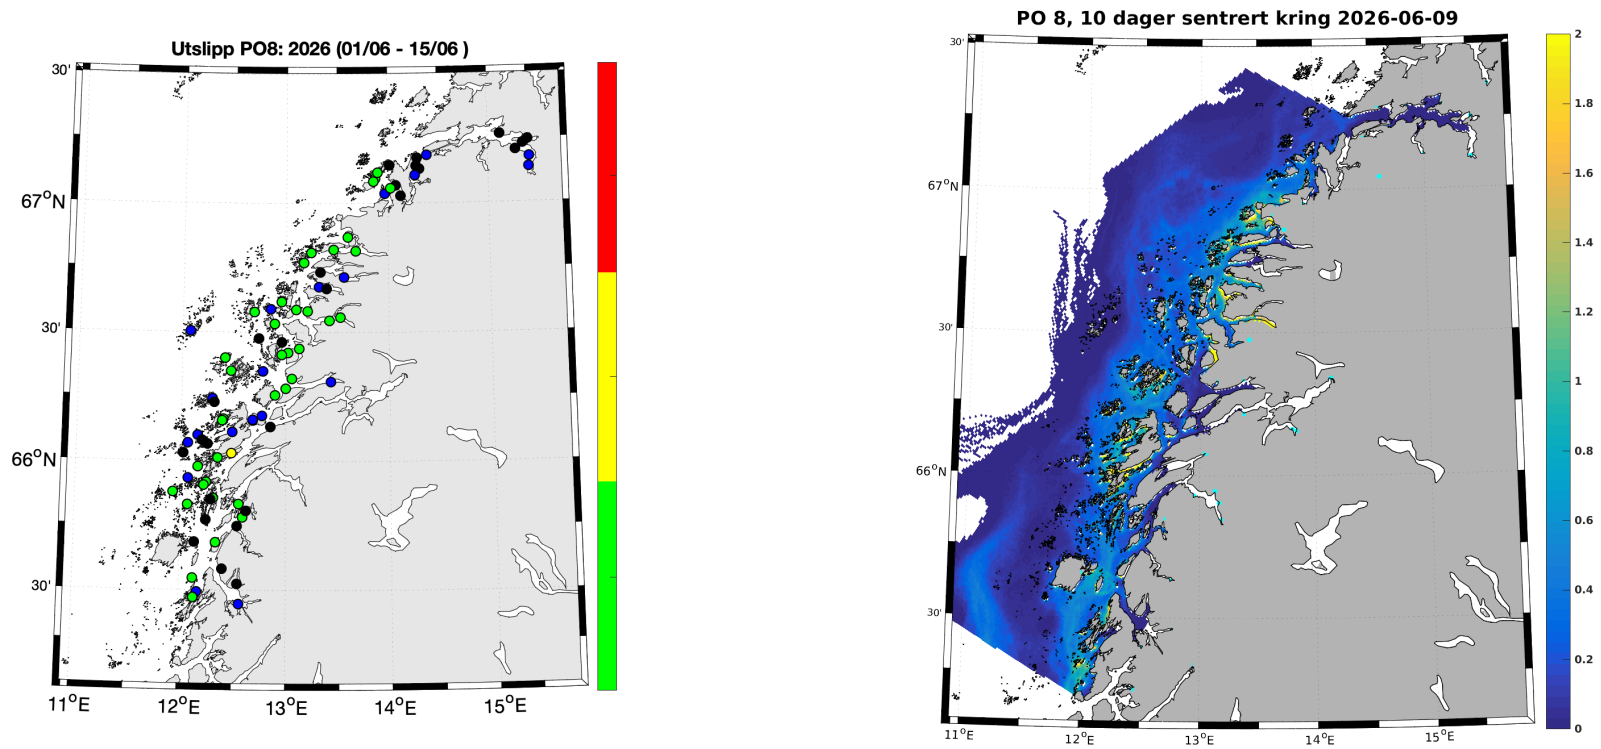 Utslipp PO8: 2026 (01/06 - 15/06 )
30'
67°N
30'
66°N
30'
11°E
12°E
13°E
14°E
15°E
PO 8, 10 dager sentrert kring 2026-06-09
30'
67°N
30'
66°N
30'
11°E
12°E
13°E
14°E
15°E
2
1.8
1.6
1.4
1.2
1
0.8
0.6
0.4
0.2
0